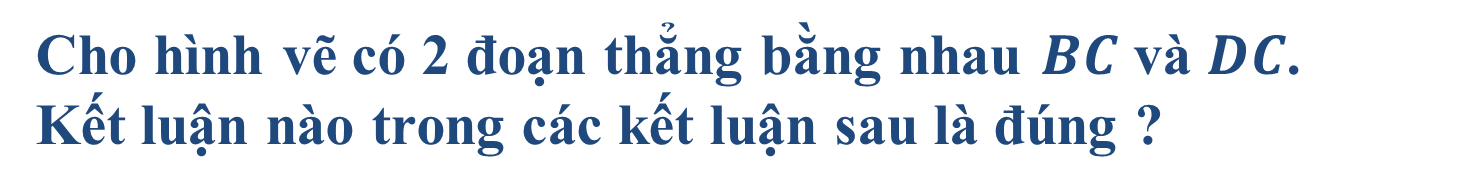 Cho hình vẽ có 2 đoạn thẳng bằng nhau BC và DC.
Kết luận nào trong các kết luận sau là đúng ?